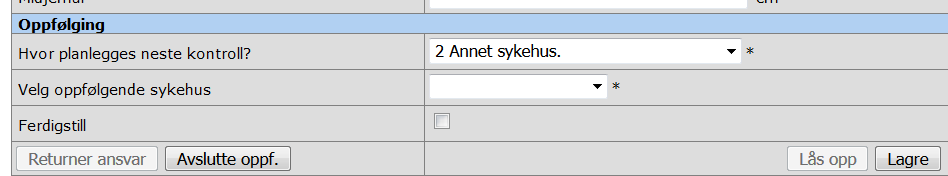 cm
Oppfølging
Hvor planlegges neste kontroll? 2 Annet sykehus. *
Velg oppfølgende sykehus *
Ferdigstill
Returner ansvar Avslutte oppf. Lås opp Lagre